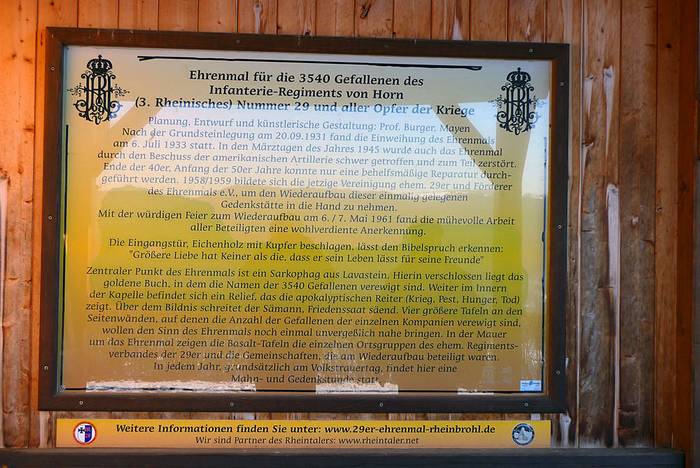 Ehrenmal für die 3540 Gefallenen des
Infanterie-Regiments von Horn
(3. Rheinisches) Nummer 29 und aller Opfer der Kriege
Planung, Entwurf und künstlerische Gestaltung: Prof. Burger, Mayen
Nach der Grundsteinlegung am 20.09.1931 fand die Einweihung des Ehrenmals
am 6. Juli 1933 statt. In den Märztagen des Jahres 1945 wurde auch das Ehrenmal
durch den Beschuss der amerikanischen Artillerie schwer getroffen und zum Teil zerstört.
Ende der 40er, Anfang der 50er Jahre konnte nur eine behelfsmäßige Reparatur durch-
geführt werden. 1958/1959 bildete sich die jetzige Vereinigung ehem. 29er und Förderer
des Ehrenmals e.V., um den Wiederaufbau dieser einmalig gelegenen
Gedenkstätte in die Hand zu nehmen.
Mit der würdigen Feier zum Wiederaufbau am 6. / 7. Mai 1961 fand die mühevolle Arbeit
aller Beteiligten eine wohlverdiente Anerkennung.
Die Eingangstür, Eichenholz mit Kupfer beschlagen, lässt den Bibelspruch erkennen:
"Größere Liebe hat Keiner als die, dass er sein Leben lässt für seine Freunde"
Zentraler Punkt des Ehrenmals ist ein Sarkophag aus Lavastein. Hierin verschlossen liegt das
goldene Buch, in dem die Namen der 3540 Gefallenen verewigt sind. Weiter im Innern
der Kapelle befindet sich ein Relief, das die apokalyptischen Reiter (Krieg, Pest, Hunger, Tod)
zeigt. Über dem Bildnis schreitet der Sämann, Friedenssaat säend. Vier größere Tafeln an den
Seitenwänden, auf denen die Anzahl der Gefallenen der einzelnen Kompanien verewigt sind,
wollen den Sinn des Ehrenmals noch einmal unvergeßlich nahe bringen. In der Mauer
um das Ehrenmal zeigen die Basalt-Tafeln die einzelnen Ortsgruppen des ehem. Regiments-
verbandes der 29er und die Gemeinschaften, die am Wiederaufbau beteiligt waren.
In jedem Jahr, grundsätzlich am Volkstrauertag, findet hier eine
Mahn- und Gedenkstunde statt.
Weitere Informationen finden Sie unter: www.29er-ehrenmal-rheinbrohl.de
Wir sind Partner des Rheintalers: www.rheintaler.net